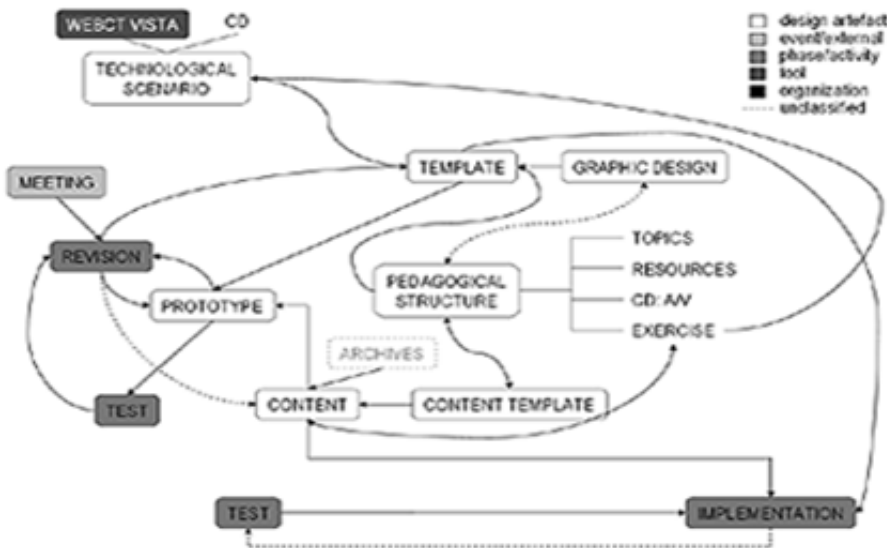 WEBCT VISTA
CD
TECHNOLOGICAL
SCENARIO
design artefact
event/external
phase/activity
tool
organization
unclassified
MEETING
TEMPLATE
GRAPHIC DESIGN
REVISION
PROTOTYPE
PEDAGOGICAL
STRUCTURE
TOPICS
RESOURCES
CD: A/V
EXERCISE
ARCHIVES
TEST
CONTENT
CONTENT TEMPLATE
TEST
IMPLEMENTATION